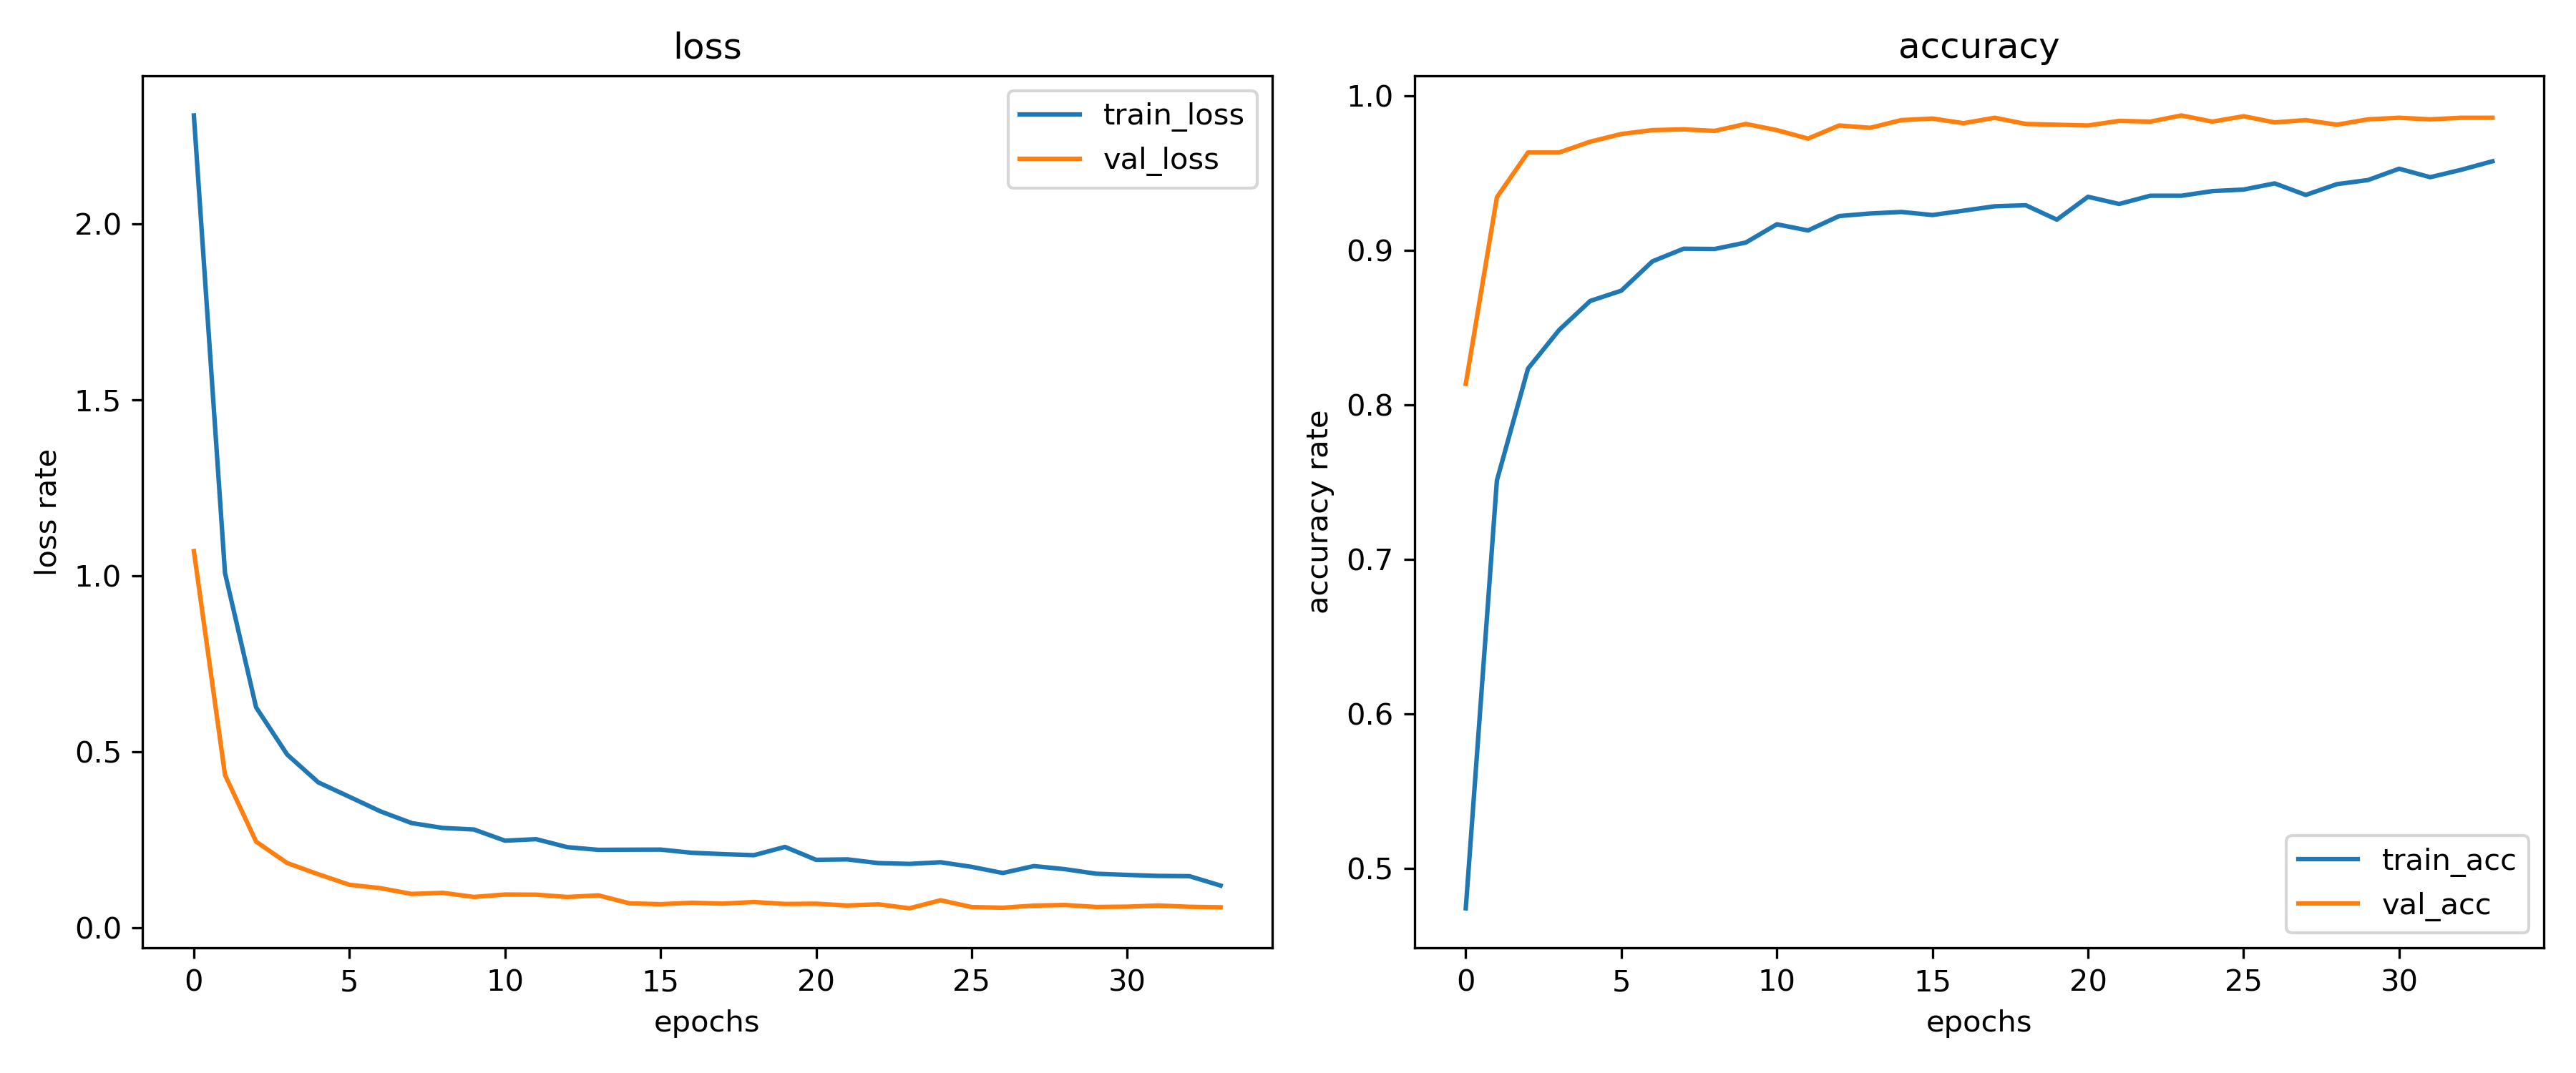 loss
train_loss
val_loss
2.0
1.5
1.0
0.5
0.0
loss rate
0 5 10 15 20 25 30
epochs
accuracy
1.0
0.9
0.8
0.7
0.6
0.5
accuracy rate
train_acc
val_acc
0 5 10 15 20 25 30
epochs